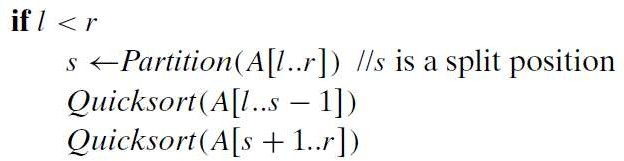 if l < r
s ←Partition(A[l..r]) //s is a split position
Quicksort(A[l..s − 1])
Quicksort(A[s + 1..r])